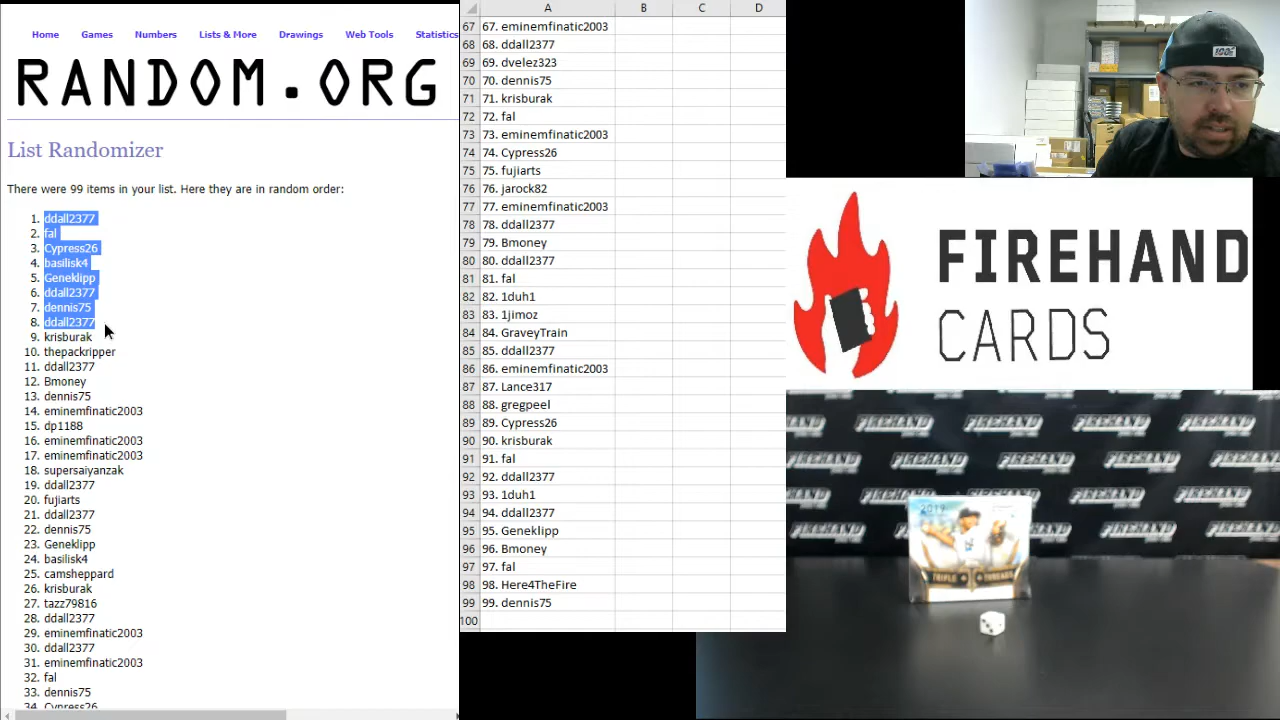 Home Games Numbers Lists & More Drawings Web Tools Statistics
RANDOM.ORG
List Randomizer
There were 99 items in your list. Here they are in random order:
1. ddall2377
2. fal
3. Cypress26
4. basilisk4
5. Geneklipp
6. ddall2377
7. dennis75
8. ddall2377
9. krisburak
10. thepackripper
11. ddall2377
12. Bmoney
13. dennis75
14. eminemfinatic2003
15. dp1188
16. eminemfinatic2003
17. eminemfinatic2003
18. supersaiyanzak
19. ddall2377
20. fujiarts
21. ddall2377
22. dennis75
23. Geneklipp
24. basilisk4
25. camsheppard
26. krisburak
27. tazz79816
28. ddall2377
29. eminemfinatic2003
30. ddall2377
31. eminemfinatic2003
32. fal
33. dennis75
34. Cypress26
A B C D
67 67. eminemfinatic2003
68 68. ddall2377
69 69. dvelez323
70 70. dennis75
71 71. krisburak
72 72. fal
73 73. eminemfinatic2003
74 74. Cypress26
75 75. fujiarts
76 76. jarock82
77 77. eminemfinatic2003
78 78. ddall2377
79 79. Bmoney
80 80. ddall2377
81 81. fal
82 82. 1duh1
83 83. 1jimoz
84 84. GraveyTrain
85 85. ddall2377
86 86. eminemfinatic2003
87 87. Lance317
88 88. gregpeel
89 89. Cypress26
90 90. krisburak
91 91. fal
92 92. ddall2377
93 93. 1duh1
94 94. ddall2377
95 95. Geneklipp
96 96. Bmoney
97 97. fal
98 98. Here4TheFire
99 99. dennis75
100
FIREHAND
CARDS
FIREHAND
FIREHAND
FIREHAND
FIREHAND
2019
TRIPLE THREADS